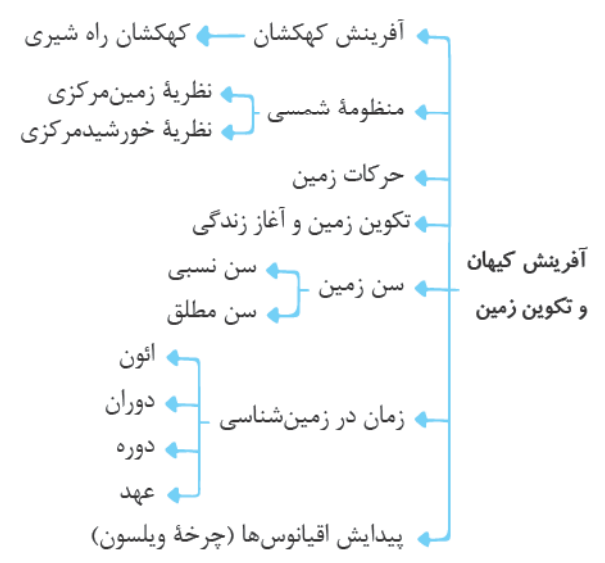 آفرینش کیهان
و تکوین زمین
آفرینش کهکشان
کهکشان راه شیری
منظومهٔ شمسی
نظریهٔ زمین‌مرکزی
نظریهٔ خورشیدمرکزی
حرکات زمین
تکوین زمین و آغاز زندگی
سن زمین
سن نسبی
سن مطلق
زمان در زمین‌شناسی
ائون
دوران
دوره
عهد
پیدایش اقیانوس‌ها (چرخهٔ ویلسون)